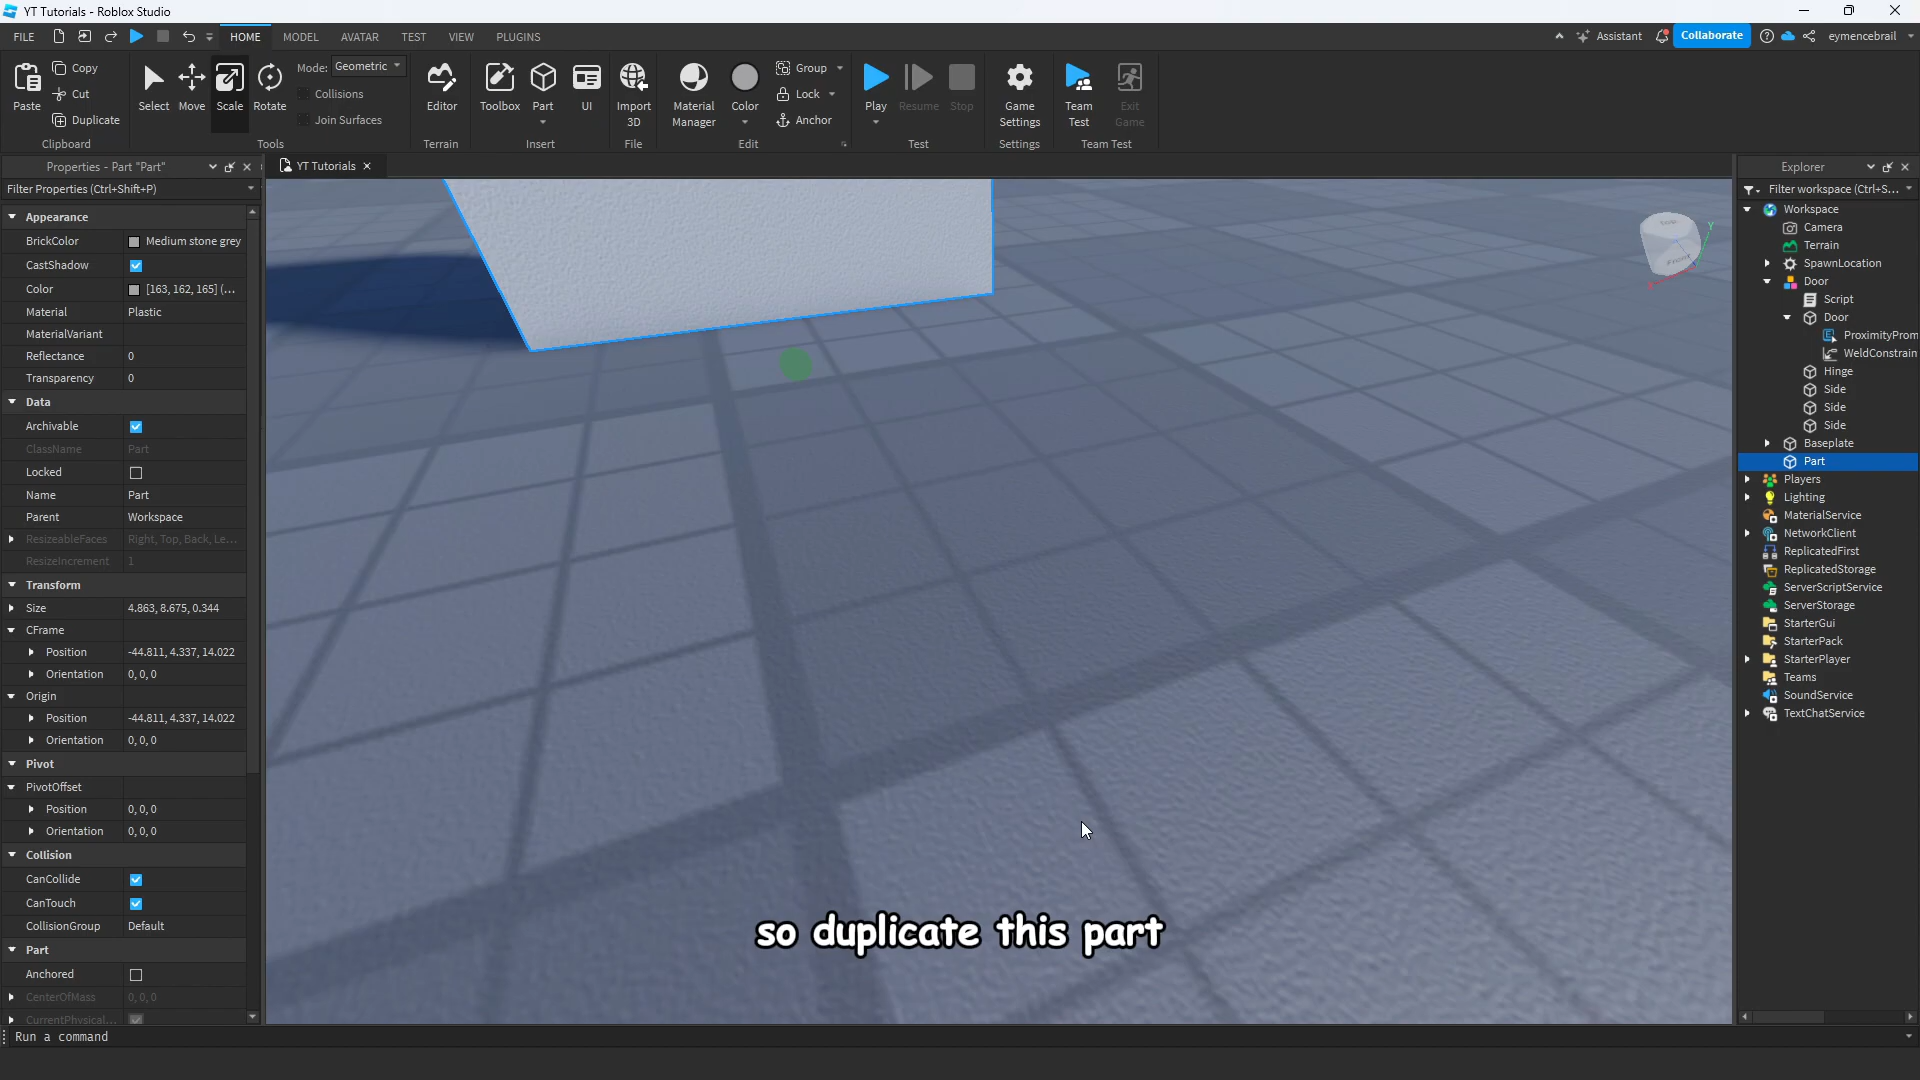 YT Tutorials - Roblox Studio
FILE HOME MODEL AVATAR TEST VIEW PLUGINS Assistant Collaborate eymencebrail
Paste Copy Cut Duplicate Clipboard
Select Move Scale Rotate Mode: Geometric Collisions Join Surfaces Tools
Editor Terrain
Toolbox Part UI Insert
Import 3D File
Material Manager Color Group Lock Anchor Edit
Play Resume Stop Test
Game Settings Settings
Team Test Exit Game Team Test
Properties - Part "Part"
Filter Properties (Ctrl+Shift+P)
Appearance
BrickColor Medium stone grey
CastShadow
Color [163, 162, 165] (...
Material Plastic
MaterialVariant
Reflectance 0
Transparency 0
Data
Archivable
ClassName Part
Locked
Name Part
Parent Workspace
ResizeableFaces Right, Top, Back, Le...
ResizeIncrement 1
Transform
Size 4.863, 8.675, 0.344
CFrame
Position -44.811, 4.337, 14.022
Orientation 0, 0, 0
Origin
Position -44.811, 4.337, 14.022
Orientation 0, 0, 0
Pivot
PivotOffset
Position 0, 0, 0
Orientation 0, 0, 0
Collision
CanCollide
CanTouch
CollisionGroup Default
Part
Anchored
CenterOfMass 0, 0, 0
CurrentPhysical...
YT Tutorials
Y
so duplicate this part
Explorer
Filter workspace (Ctrl+S...
Workspace
Camera
Terrain
SpawnLocation
Door
Script
Door
ProximityProm
WeldConstrain
Hinge
Side
Side
Side
Baseplate
Part
Players
Lighting
MaterialService
NetworkClient
ReplicatedFirst
ReplicatedStorage
ServerScriptService
ServerStorage
StarterGui
StarterPack
StarterPlayer
Teams
SoundService
TextChatService
Run a command